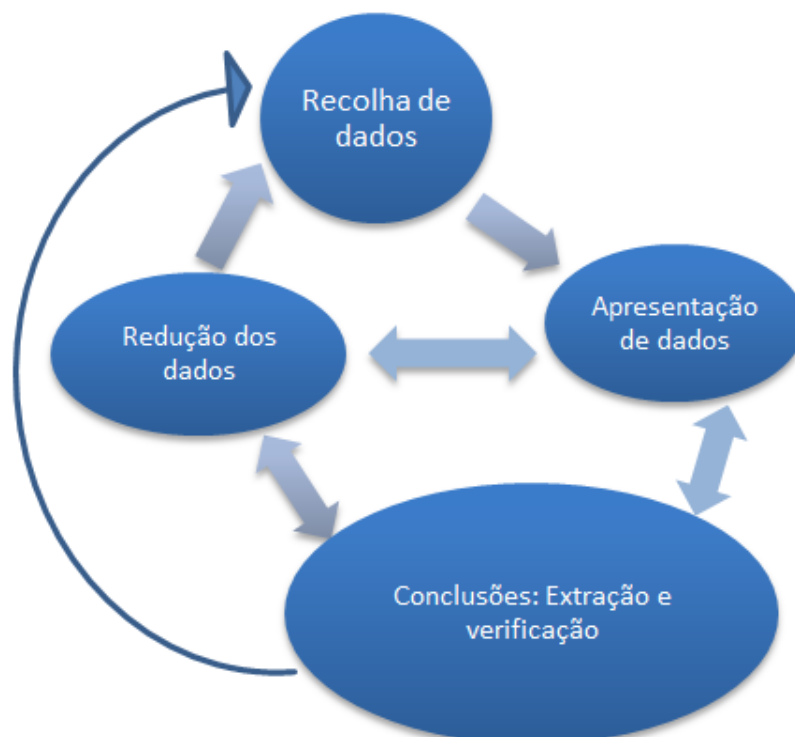 Recolha de
dados
Redução dos
dados
Apresentação
de dados
Conclusões: Extração e
verificação